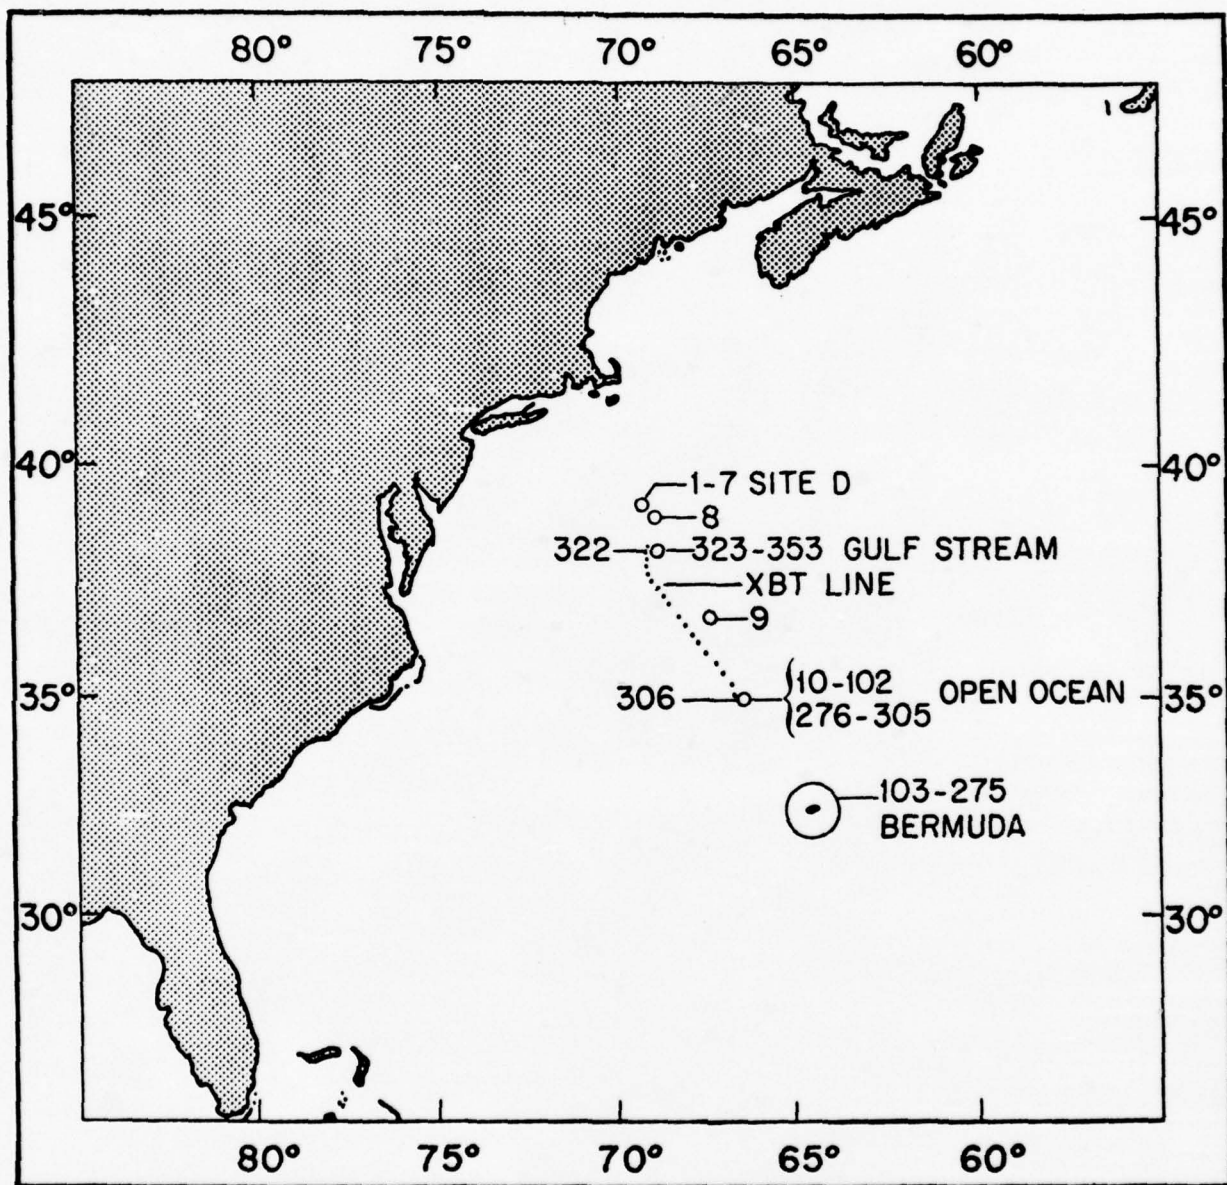 80° 75° 70° 65° 60°
45° 45°
40° 40°
1-7 SITE D
8
322 323-353 GULF STREAM
XBT LINE
9
306 10-102 OPEN OCEAN
35° 35°
276-305
103-275
BERMUDA
30° 30°
80° 75° 70° 65° 60°